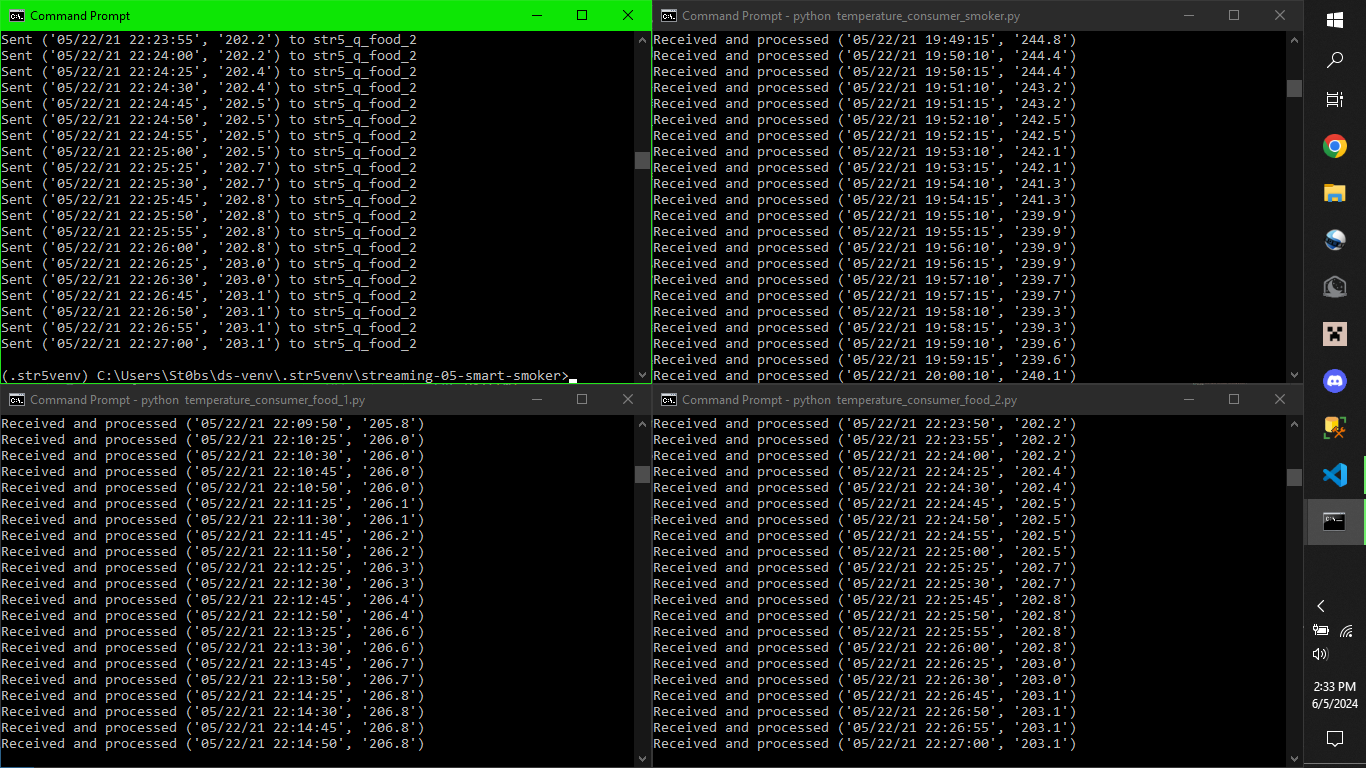 Command Prompt
Sent ('05/22/21 22:23:55', '202.2') to str5_q_food_2
Sent ('05/22/21 22:24:00', '202.2') to str5_q_food_2
Sent ('05/22/21 22:24:25', '202.4') to str5_q_food_2
Sent ('05/22/21 22:24:30', '202.4') to str5_q_food_2
Sent ('05/22/21 22:24:45', '202.5') to str5_q_food_2
Sent ('05/22/21 22:24:50', '202.5') to str5_q_food_2
Sent ('05/22/21 22:24:55', '202.5') to str5_q_food_2
Sent ('05/22/21 22:25:00', '202.5') to str5_q_food_2
Sent ('05/22/21 22:25:25', '202.7') to str5_q_food_2
Sent ('05/22/21 22:25:30', '202.7') to str5_q_food_2
Sent ('05/22/21 22:25:45', '202.8') to str5_q_food_2
Sent ('05/22/21 22:25:50', '202.8') to str5_q_food_2
Sent ('05/22/21 22:25:55', '202.8') to str5_q_food_2
Sent ('05/22/21 22:26:00', '202.8') to str5_q_food_2
Sent ('05/22/21 22:26:25', '203.0') to str5_q_food_2
Sent ('05/22/21 22:26:30', '203.0') to str5_q_food_2
Sent ('05/22/21 22:26:45', '203.1') to str5_q_food_2
Sent ('05/22/21 22:26:50', '203.1') to str5_q_food_2
Sent ('05/22/21 22:26:55', '203.1') to str5_q_food_2
Sent ('05/22/21 22:27:00', '203.1') to str5_q_food_2
(.str5venv) C:\Users\St0bs\ds-venv\.str5venv\streaming-05-smart-smoker>
Command Prompt - python  temperature_consumer_smoker.py
Received and processed ('05/22/21 19:49:15', '244.8')
Received and processed ('05/22/21 19:50:10', '244.4')
Received and processed ('05/22/21 19:50:15', '244.4')
Received and processed ('05/22/21 19:51:10', '243.2')
Received and processed ('05/22/21 19:51:15', '243.2')
Received and processed ('05/22/21 19:52:10', '242.5')
Received and processed ('05/22/21 19:52:15', '242.5')
Received and processed ('05/22/21 19:53:10', '242.1')
Received and processed ('05/22/21 19:53:15', '242.1')
Received and processed ('05/22/21 19:54:10', '241.3')
Received and processed ('05/22/21 19:54:15', '241.3')
Received and processed ('05/22/21 19:55:10', '239.9')
Received and processed ('05/22/21 19:55:15', '239.9')
Received and processed ('05/22/21 19:56:10', '239.9')
Received and processed ('05/22/21 19:56:15', '239.9')
Received and processed ('05/22/21 19:57:10', '239.7')
Received and processed ('05/22/21 19:57:15', '239.7')
Received and processed ('05/22/21 19:58:10', '239.3')
Received and processed ('05/22/21 19:58:15', '239.3')
Received and processed ('05/22/21 19:59:10', '239.6')
Received and processed ('05/22/21 19:59:15', '239.6')
Received and processed ('05/22/21 20:00:10', '240.1')
Command Prompt - python  temperature_consumer_food_1.py
Received and processed ('05/22/21 22:09:50', '205.8')
Received and processed ('05/22/21 22:10:25', '206.0')
Received and processed ('05/22/21 22:10:30', '206.0')
Received and processed ('05/22/21 22:10:45', '206.0')
Received and processed ('05/22/21 22:10:50', '206.0')
Received and processed ('05/22/21 22:11:25', '206.1')
Received and processed ('05/22/21 22:11:30', '206.1')
Received and processed ('05/22/21 22:11:45', '206.2')
Received and processed ('05/22/21 22:11:50', '206.2')
Received and processed ('05/22/21 22:12:25', '206.3')
Received and processed ('05/22/21 22:12:30', '206.3')
Received and processed ('05/22/21 22:12:45', '206.4')
Received and processed ('05/22/21 22:12:50', '206.4')
Received and processed ('05/22/21 22:13:25', '206.6')
Received and processed ('05/22/21 22:13:30', '206.6')
Received and processed ('05/22/21 22:13:45', '206.7')
Received and processed ('05/22/21 22:13:50', '206.7')
Received and processed ('05/22/21 22:14:25', '206.8')
Received and processed ('05/22/21 22:14:30', '206.8')
Received and processed ('05/22/21 22:14:45', '206.8')
Received and processed ('05/22/21 22:14:50', '206.8')
Command Prompt - python  temperature_consumer_food_2.py
Received and processed ('05/22/21 22:23:50', '202.2')
Received and processed ('05/22/21 22:23:55', '202.2')
Received and processed ('05/22/21 22:24:00', '202.2')
Received and processed ('05/22/21 22:24:25', '202.4')
Received and processed ('05/22/21 22:24:30', '202.4')
Received and processed ('05/22/21 22:24:45', '202.5')
Received and processed ('05/22/21 22:24:50', '202.5')
Received and processed ('05/22/21 22:24:55', '202.5')
Received and processed ('05/22/21 22:25:00', '202.5')
Received and processed ('05/22/21 22:25:25', '202.7')
Received and processed ('05/22/21 22:25:30', '202.7')
Received and processed ('05/22/21 22:25:45', '202.8')
Received and processed ('05/22/21 22:25:50', '202.8')
Received and processed ('05/22/21 22:25:55', '202.8')
Received and processed ('05/22/21 22:26:00', '202.8')
Received and processed ('05/22/21 22:26:25', '203.0')
Received and processed ('05/22/21 22:26:30', '203.0')
Received and processed ('05/22/21 22:26:45', '203.1')
Received and processed ('05/22/21 22:26:50', '203.1')
Received and processed ('05/22/21 22:26:55', '203.1')
Received and processed ('05/22/21 22:27:00', '203.1')
2:33 PM
6/5/2024